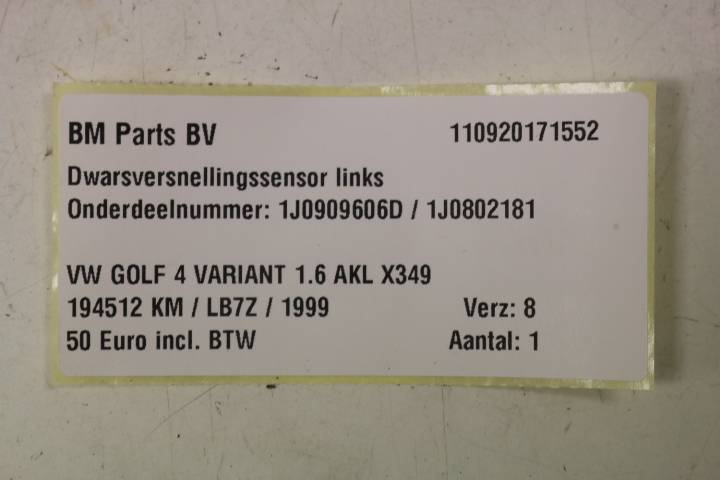 BM Parts BV 110920171552
Dwarsversnellingssensor links
Onderdeelnummer: 1J0909606D / 1J0802181
VW GOLF 4 VARIANT 1.6 AKL X349
194512 KM / LB7Z / 1999 Verz: 8
50 Euro incl. BTW Aantal: 1